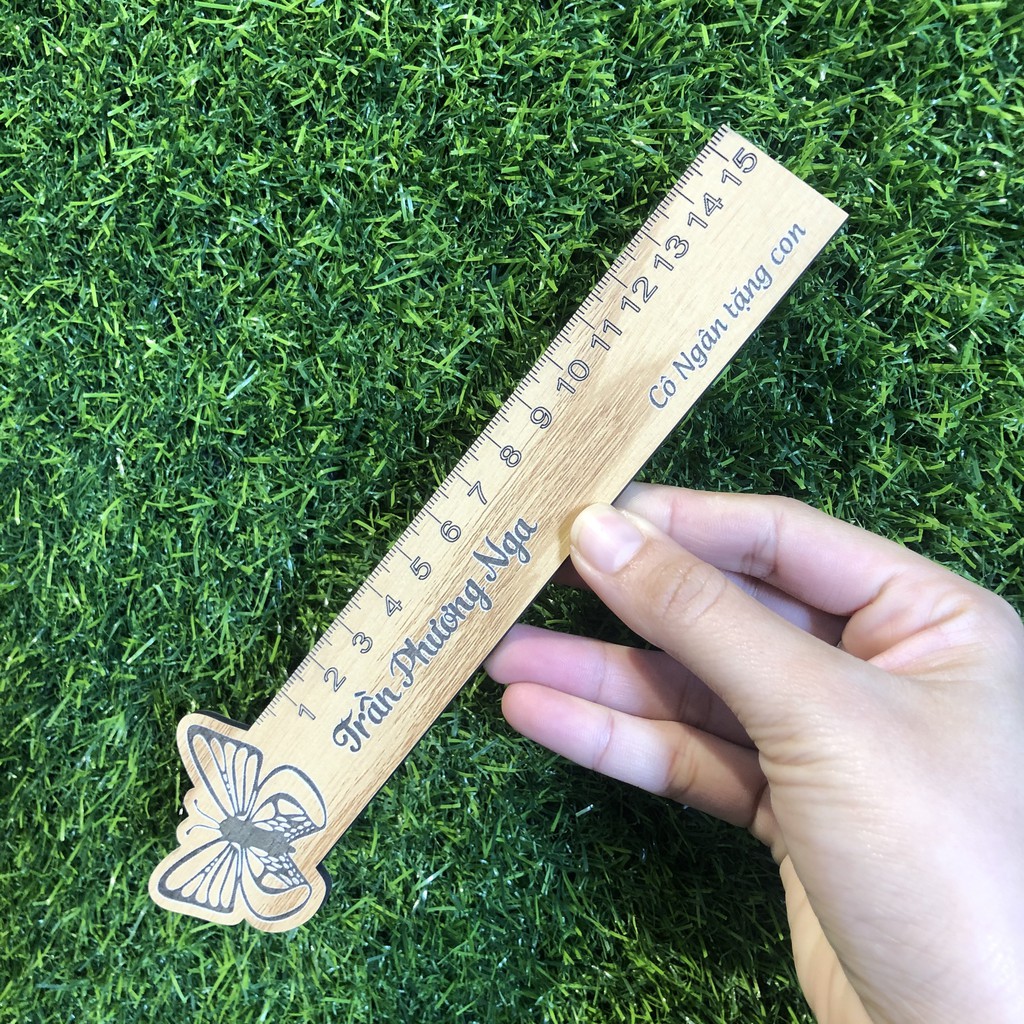 1 2 3 4 5 6 7 8 9 10 11 12 13 14 15
Trần Phương Nga
Cô Ngân tặng con